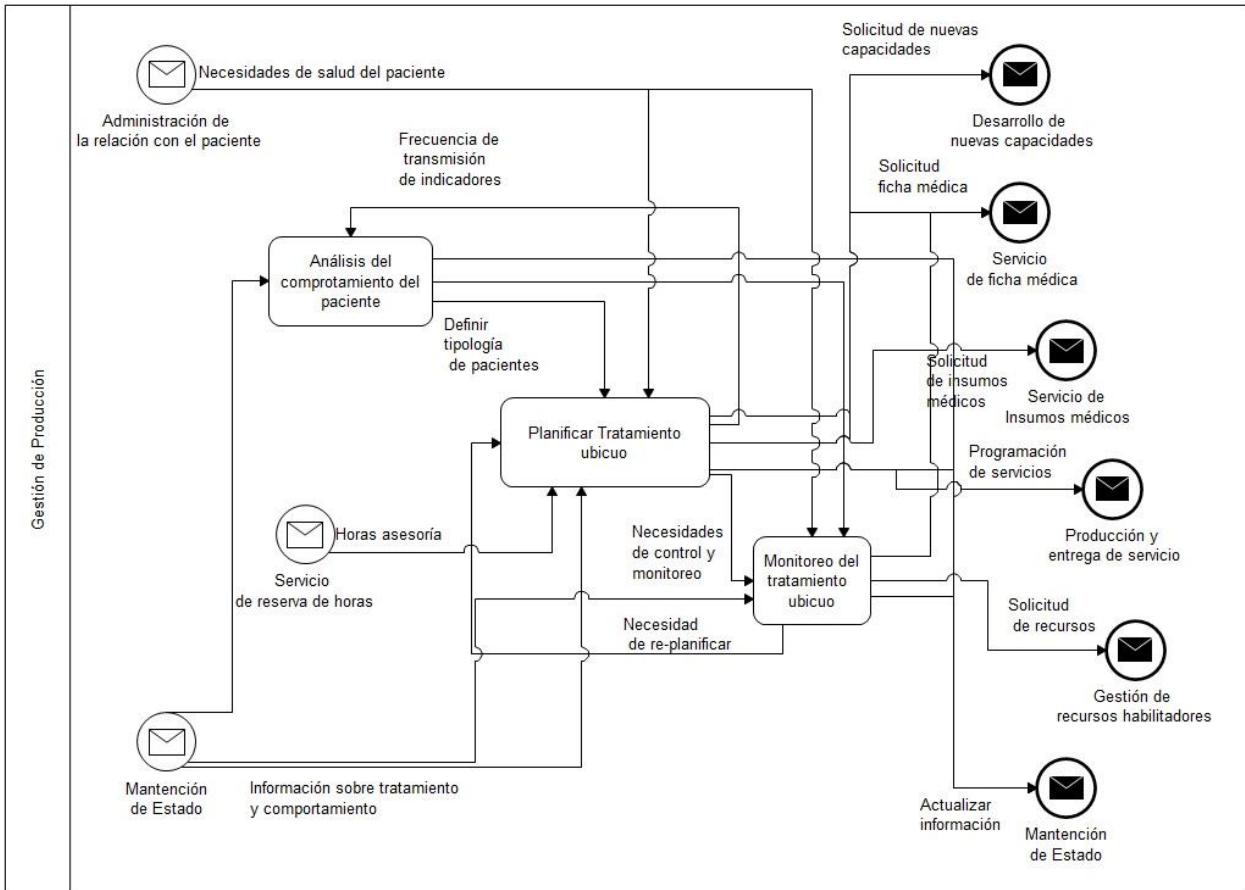 Gestión de Producción
Necesidades de salud del paciente
Administración de
la relación con el paciente
Frecuencia de
transmisión
de indicadores
Solicitud de nuevas
capacidades
Desarrollo de
nuevas capacidades
Solicitud
ficha médica
Servicio
de ficha médica
Análisis del
comprotamiento del
paciente
Definir
tipología
de pacientes
Solicitud
de insumos
médicos
Servicio de
Insumos médicos
Planificar Tratamiento
ubicuo
Programación
de servicios
Producción y
entrega de servicio
Horas asesoría
Servicio
de reserva de horas
Necesidades
de control y
monitoreo
Monitoreo del
tratamiento
ubicuo
Necesidad
de re-planificar
Solicitud
de recursos
Gestión de
recursos habilitadores
Mantención
de Estado
Información sobre tratamiento
y comportamiento
Actualizar
información
Mantención
de Estado